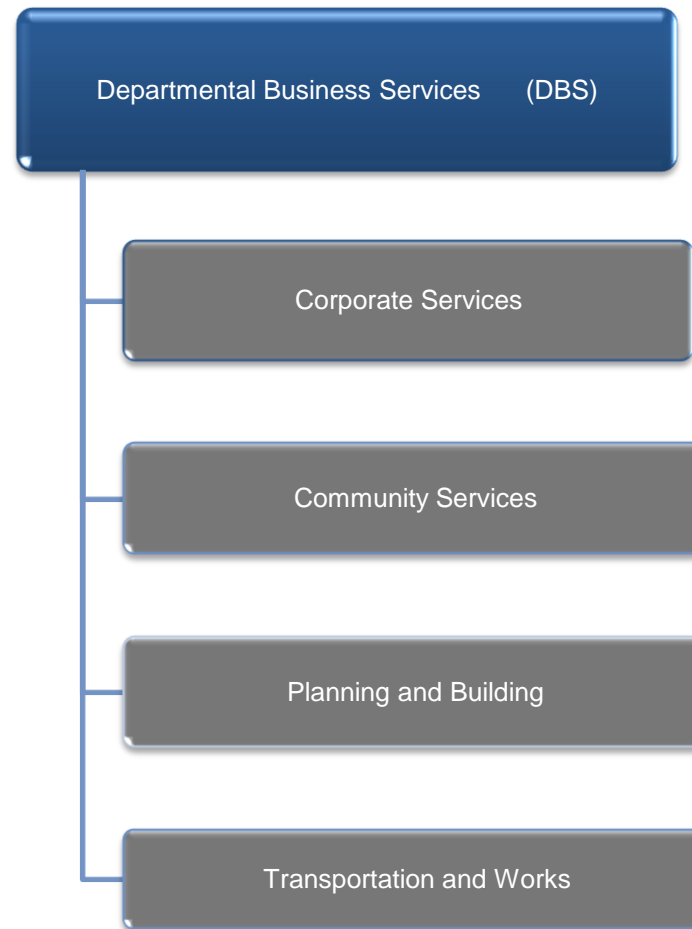 Departmental Business Services (DBS)
Corporate Services
Community Services
Planning and Building
Transportation and Works